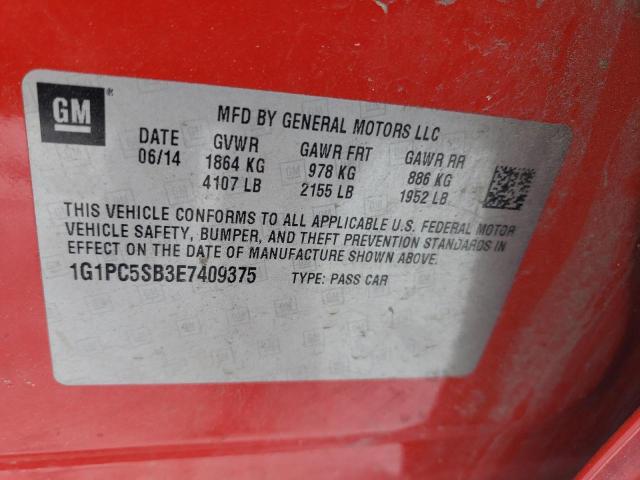 GM
MFD BY GENERAL MOTORS LLC
DATE GVWR GAWR FRT GAWR RR
06/14 1864 KG 978 KG 886 KG
4107 LB 2155 LB 1952 LB
THIS VEHICLE CONFORMS TO ALL APPLICABLE U.S. FEDERAL MOTOR
VEHICLE SAFETY, BUMPER, AND THEFT PREVENTION STANDARDS IN
EFFECT ON THE DATE OF MANUFACTURE SHOWN ABOVE.
1G1PC5SB3E7409375 TYPE: PASS CAR